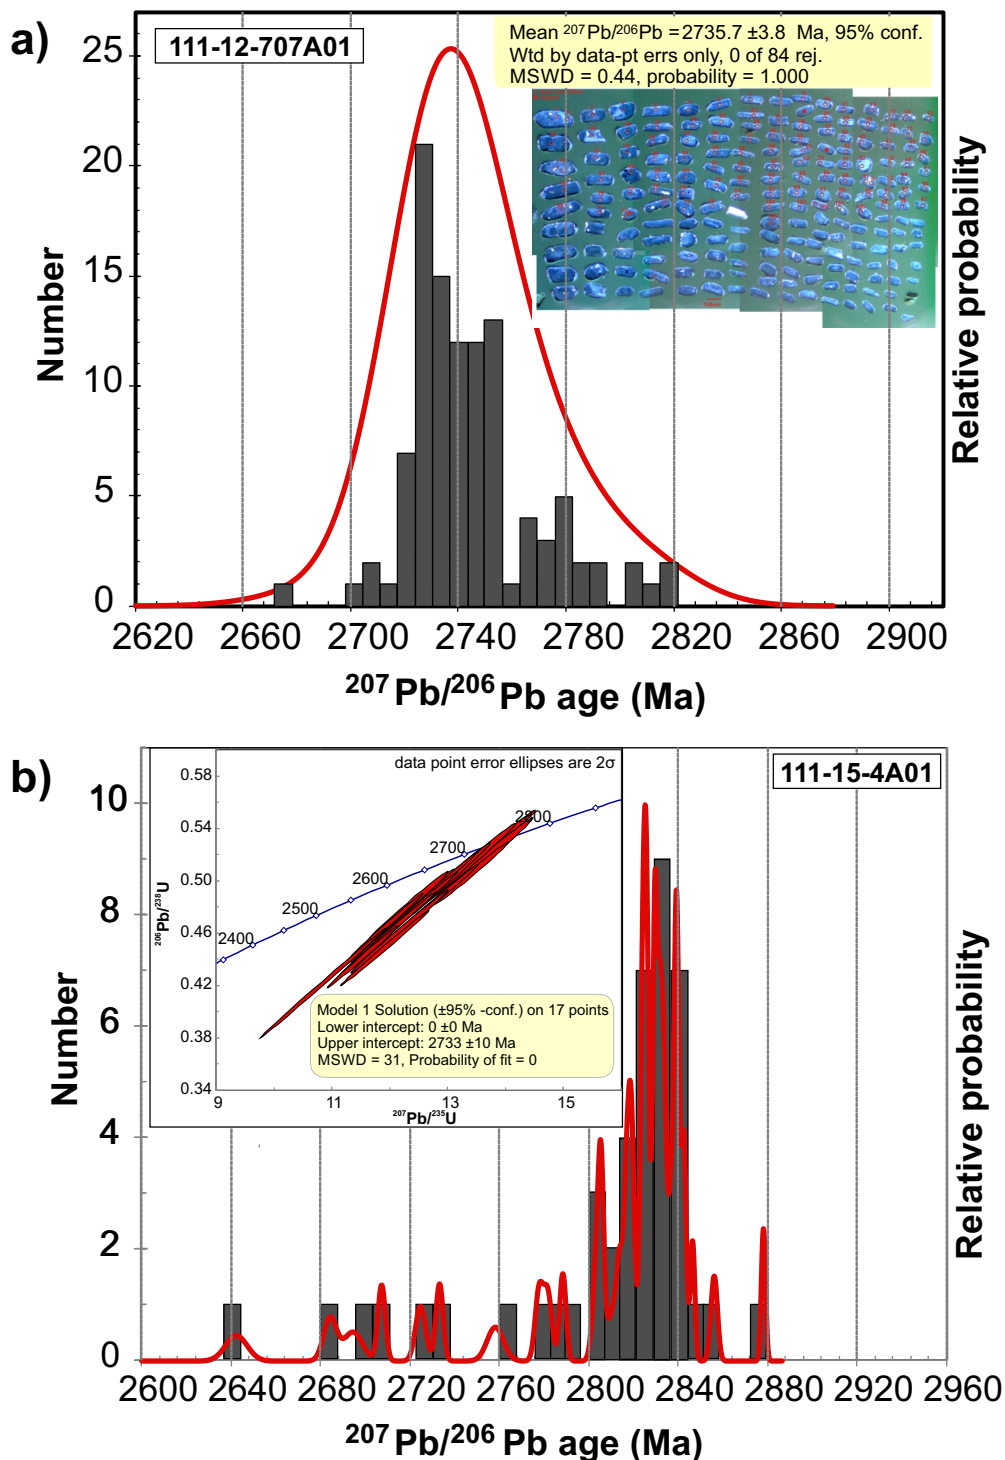 a)
111-12-707A01
Mean ²⁰⁷Pb/²⁰⁶Pb = 2735.7 ±3.8 Ma, 95% conf.
Wtd by data-pt errs only, 0 of 84 rej.
MSWD = 0.44, probability = 1.000
25
20
15
10
5
0
Number
Relative probability
2620 2660 2700 2740 2780 2820 2860 2900
²⁰⁷Pb/²⁰⁶Pb age (Ma)
b)
111-15-4A01
data point error ellipses are 2σ
0.58
0.54
0.50
0.46
0.42
0.38
0.34
²⁰⁶Pb/²³⁸U
2400
2500
2600
2700
2800
Model 1 Solution (±95% -conf.) on 17 points
Lower intercept: 0 ±0 Ma
Upper intercept: 2733 ±10 Ma
MSWD = 31, Probability of fit = 0
9 11 13 15
²⁰⁷Pb/²³⁵U
10
8
6
4
2
0
Number
Relative probability
2600 2640 2680 2720 2760 2800 2840 2880 2920 2960
²⁰⁷Pb/²⁰⁶Pb age (Ma)